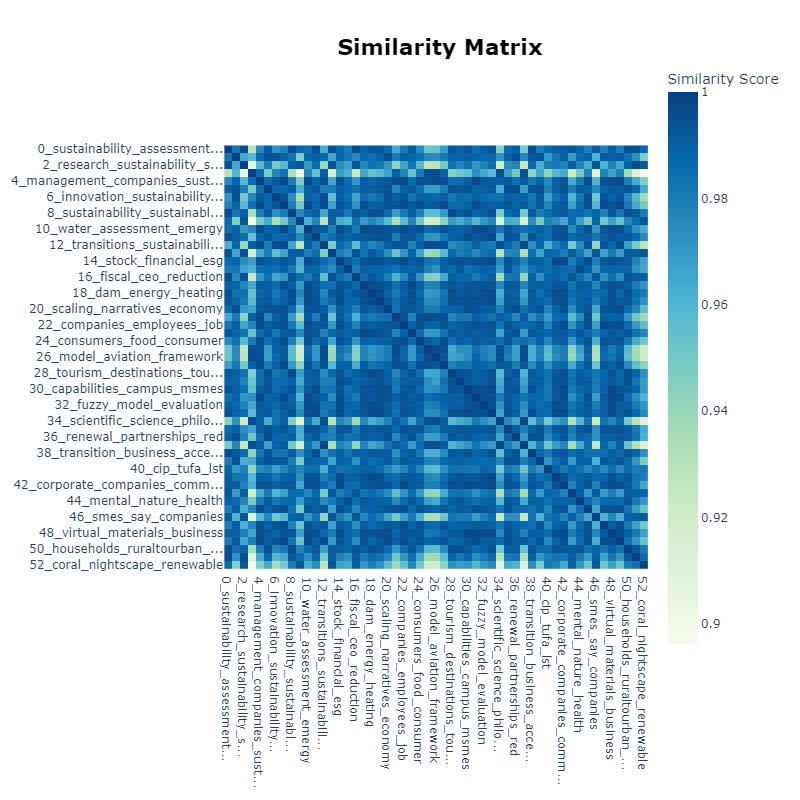 Similarity Matrix
Similarity Score
1
0.98
0.96
0.94
0.92
0.9
0_sustainability_assessment...
2_research_sustainability_s...
4_management_companies_sust...
6_innovation_sustainability...
8_sustainability_sustainabl...
10_water_assessment_energy
12_transitions_sustainabili...
14_stock_financial_esg
16_fiscal_ceo_reduction
18_dam_energy_heating
20_scaling_narratives_economy
22_companies_employees_job
24_consumers_food_consumer
26_model_aviation_framework
28_tourism_destinations_tou...
30_capabilities_campus_msmes
32_fuzzy_model_evaluation
34_scientific_science_philo...
36_renewal_partnerships_red
38_transition_business_acce...
40_cip_tufa_lst
42_corporate_companies_comm...
44_mental_nature_health
46_smes_say_companies
48_virtual_materials_business
50_households_ruraltourban_...
52_coral_nightscape_renewable
0_sustainability_assessment...
2_research_sustainability_s...
4_management_companies_sust...
6_innovation_sustainability...
8_sustainability_sustainabl...
10_water_assessment_energy
12_transitions_sustainabili...
14_stock_financial_esg
16_fiscal_ceo_reduction
18_dam_energy_heating
20_scaling_narratives_economy
22_companies_employees_job
24_consumers_food_consumer
26_model_aviation_framework
28_tourism_destinations_tou...
30_capabilities_campus_msmes
32_fuzzy_model_evaluation
34_scientific_science_philo...
36_renewal_partnerships_red
38_transition_business_acce...
40_cip_tufa_lst
42_corporate_companies_comm...
44_mental_nature_health
46_smes_say_companies
48_virtual_materials_business
50_households_ruraltourban_...
52_coral_nightscape_renewable